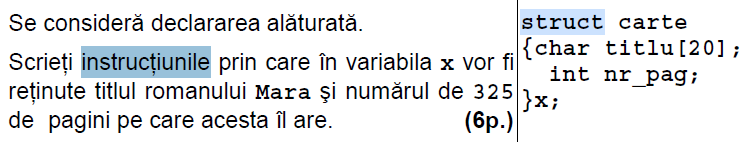 Se consideră declararea alăturată.
Scrieți instrucțiunile prin care în variabila x vor fi
reținute titlul romanului Mara şi numărul de 325
de pagini pe care acesta îl are. (6p.)
struct carte
{char titlu[20];
int nr_pag;
}x;